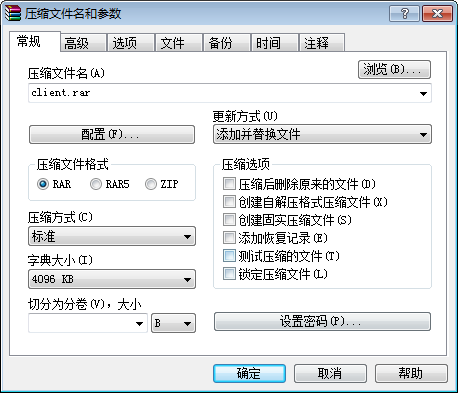 压缩文件名和参数
常规 高级 选项 文件 备份 时间 注释
压缩文件名(A)
浏览(B)...
client.rar
更新方式(U)
配置(F)...
添加并替换文件
压缩文件格式
RAR RAR5 ZIP
压缩选项
压缩后删除原来的文件(D)
创建自解压格式压缩文件(X)
创建固实压缩文件(S)
添加恢复记录(E)
测试压缩的文件(T)
锁定压缩文件(L)
压缩方式(C)
标准
字典大小(I)
4096 KB
切分为分卷(V)，大小
B
设置密码(P)...
确定 取消 帮助